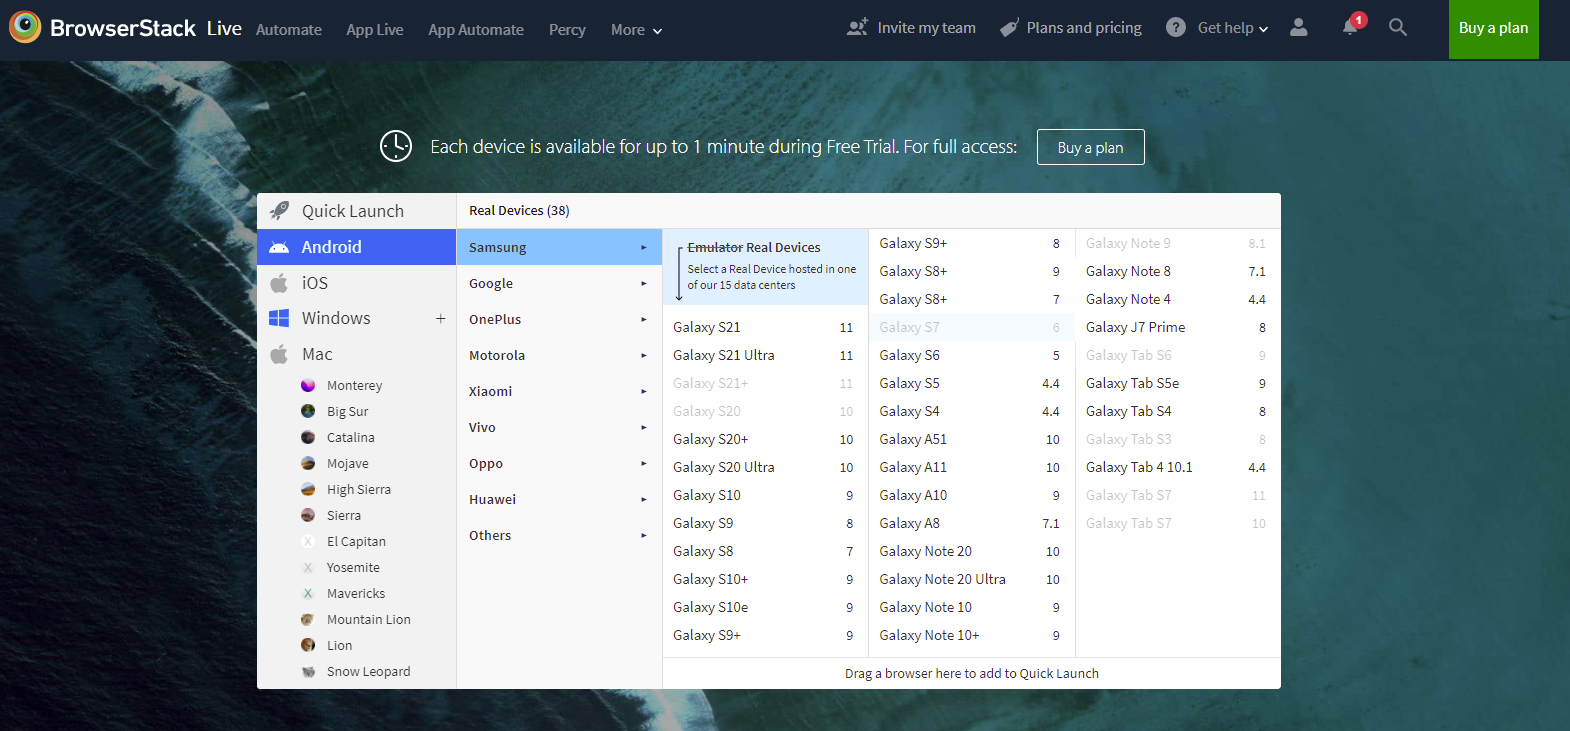 BrowserStack Live Automate App Live App Automate Percy More Invite my team Plans and pricing ? Get help 1 Buy a plan
Each device is available for up to 1 minute during Free Trial. For full access: Buy a plan
Quick Launch
Android
iOS
Windows +
Mac
Monterey
Big Sur
Catalina
Mojave
High Sierra
Sierra
El Capitan
Yosemite
Mavericks
Mountain Lion
Lion
Snow Leopard
Real Devices (38)
Samsung
Google
OnePlus
Motorola
Xiaomi
Vivo
Oppo
Huawei
Others
Emulator Real Devices
Select a Real Device hosted in one
of our 15 data centers
Galaxy S21 11
Galaxy S21 Ultra 11
Galaxy S21+ 11
Galaxy S20 10
Galaxy S20+ 10
Galaxy S20 Ultra 10
Galaxy S10 9
Galaxy S9 8
Galaxy S8 7
Galaxy S10+ 9
Galaxy S10e 9
Galaxy S9+ 9
Galaxy S9+ 8
Galaxy S8+ 9
Galaxy S8+ 7
Galaxy S7 6
Galaxy S6 5
Galaxy S5 4.4
Galaxy S4 4.4
Galaxy A51 10
Galaxy A11 10
Galaxy A10 9
Galaxy A8 7.1
Galaxy Note 20 10
Galaxy Note 20 Ultra 10
Galaxy Note 10 9
Galaxy Note 10+ 9
Galaxy Note 9 8.1
Galaxy Note 8 7.1
Galaxy Note 4 4.4
Galaxy J7 Prime 8
Galaxy Tab S6 9
Galaxy Tab S5e 9
Galaxy Tab S4 8
Galaxy Tab S3 8
Galaxy Tab 4 10.1 4.4
Galaxy Tab S7 11
Galaxy Tab S7 10
Drag a browser here to add to Quick Launch